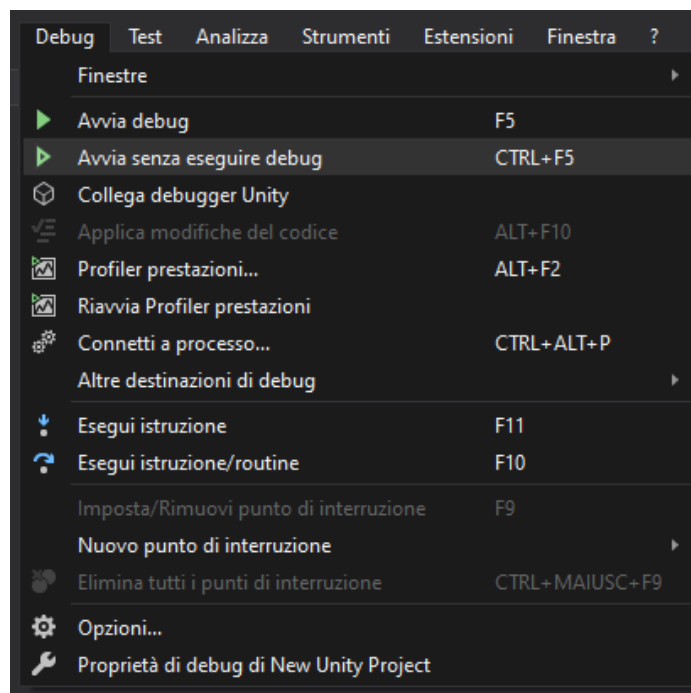 Debug Test Analizza Strumenti Estensioni Finestra ?
Finestre
Avvia debug F5
Avvia senza eseguire debug CTRL+F5
Collega debugger Unity
Applica modifiche del codice ALT+F10
Profiler prestazioni... ALT+F2
Riavvia Profiler prestazioni
Connetti a processo... CTRL+ALT+P
Altre destinazioni di debug
Esegui istruzione F11
Esegui istruzione/routine F10
Imposta/Rimuovi punto di interruzione F9
Nuovo punto di interruzione
Elimina tutti i punti di interruzione CTRL+MAIUSC+F9
Opzioni...
Proprietà di debug di New Unity Project